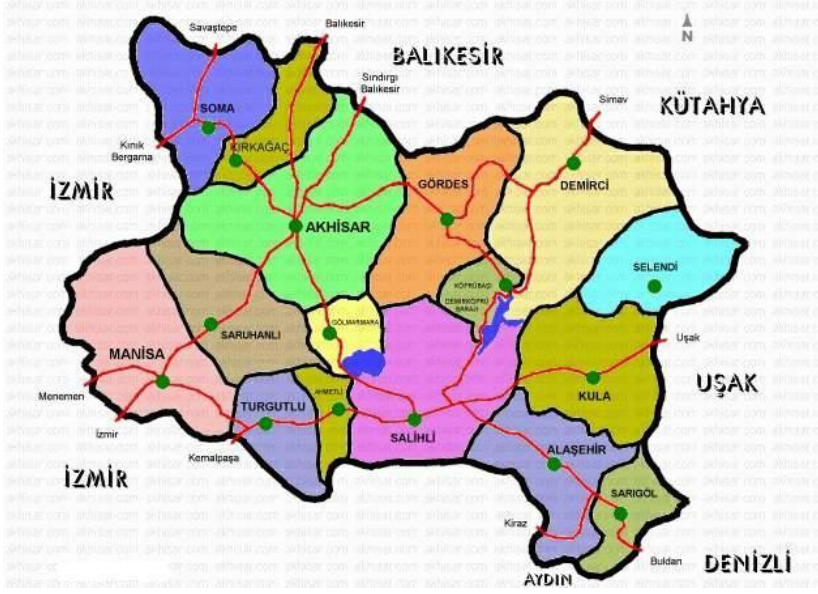 Savaştepe
Balıkesir
N
BALIKESİR
Sındırgı
Balıkesir
Simav
KÜTAHYA
SOMA
Kınık
Bergama
KIRKAĞAÇ
İZMİR
GÖRDES
DEMİRCİ
AKHİSAR
SELENDİ
KÖPRÜBAŞI
DEMİRKÖPRÜ
BARAJI
GÖLMARMARA
SARUHANLI
MANİSA
Uşak
UŞAK
Menemen
İzmir
TURGUTLU
AHMETLİ
KULA
SALİHLİ
Kemalpaşa
ALAŞEHİR
İZMİR
SARIGÖL
Kiraz
Buldan
DENİZLİ
AYDIN
akhisar.com